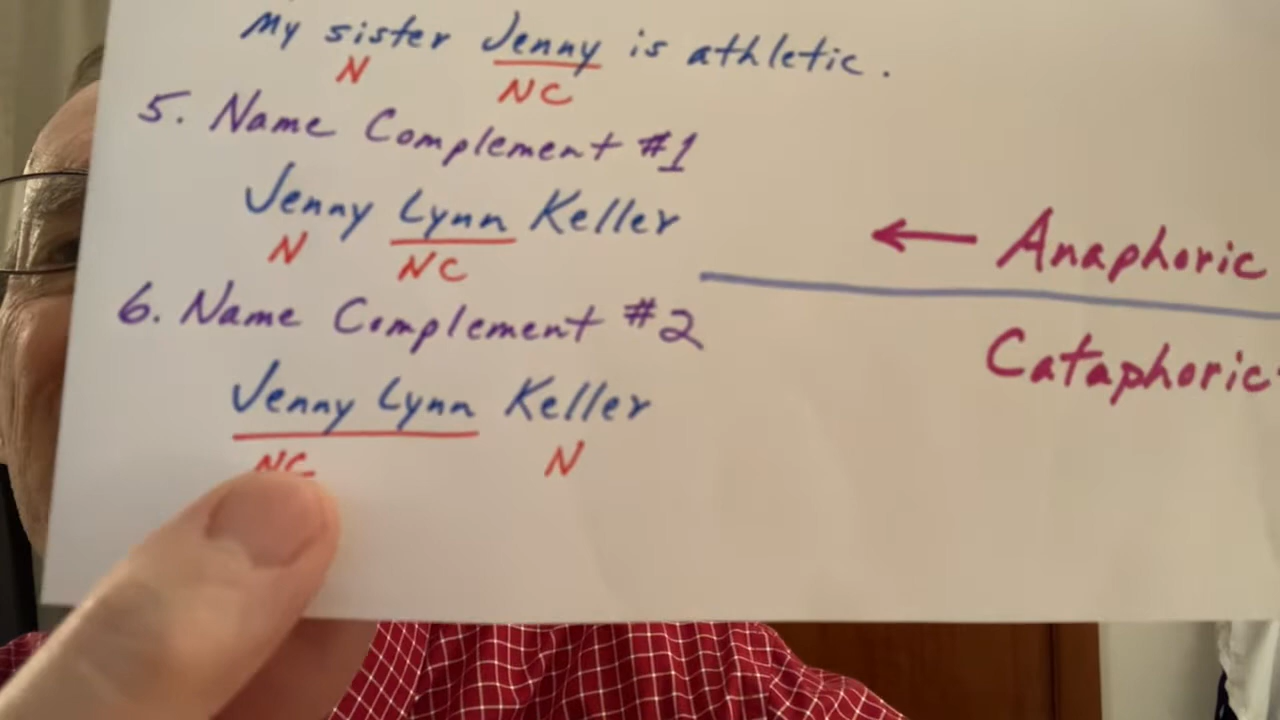 My sister Jenny is athletic.
N NC
5. Name Complement #1
Jenny Lynn Keller
N NC
← Anaphoric
6. Name Complement #2
Cataphoric
Jenny Lynn Keller
NC N